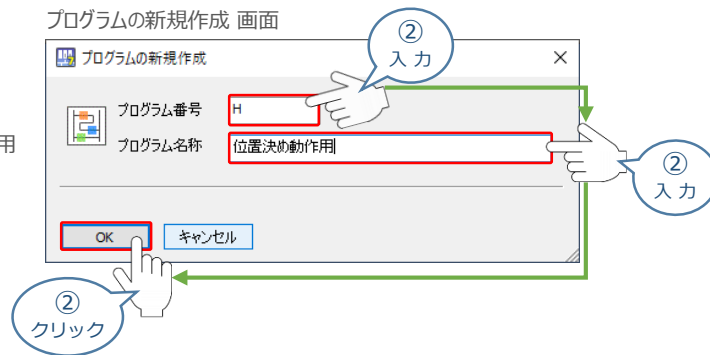 プログラムの新規作成 画面
プログラムの新規作成
②
入 力
プログラム番号 H
用
プログラム名称 位置決め動作用
②
入 力
OK キャンセル
②
クリック